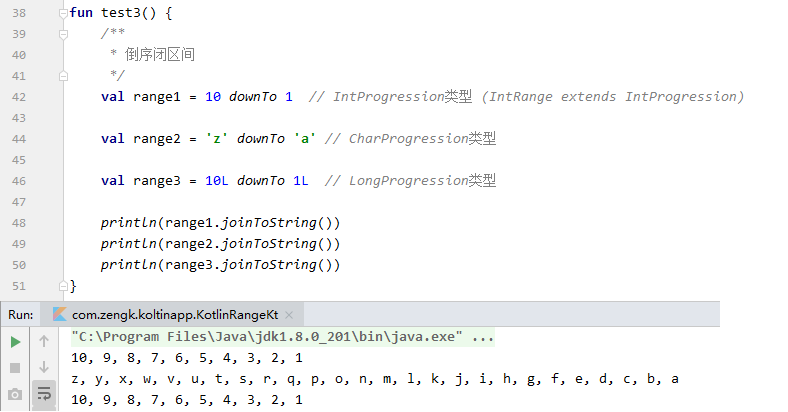 38 fun test3() {
39     /**
40      * 倒序闭区间
41      */
42     val range1 = 10 downTo 1  // IntProgression类型 (IntRange extends IntProgression)
43
44     val range2 = 'z' downTo 'a' // CharProgression类型
45
46     val range3 = 10L downTo 1L  // LongProgression类型
47
48     println(range1.joinToString())
49     println(range2.joinToString())
50     println(range3.joinToString())
51 }
Run: com.zengk.koltinapp.KotlinRangeKt ×
"C:\Program Files\Java\jdk1.8.0_201\bin\java.exe" ...
10, 9, 8, 7, 6, 5, 4, 3, 2, 1
z, y, x, w, v, u, t, s, r, q, p, o, n, m, l, k, j, i, h, g, f, e, d, c, b, a
10, 9, 8, 7, 6, 5, 4, 3, 2, 1